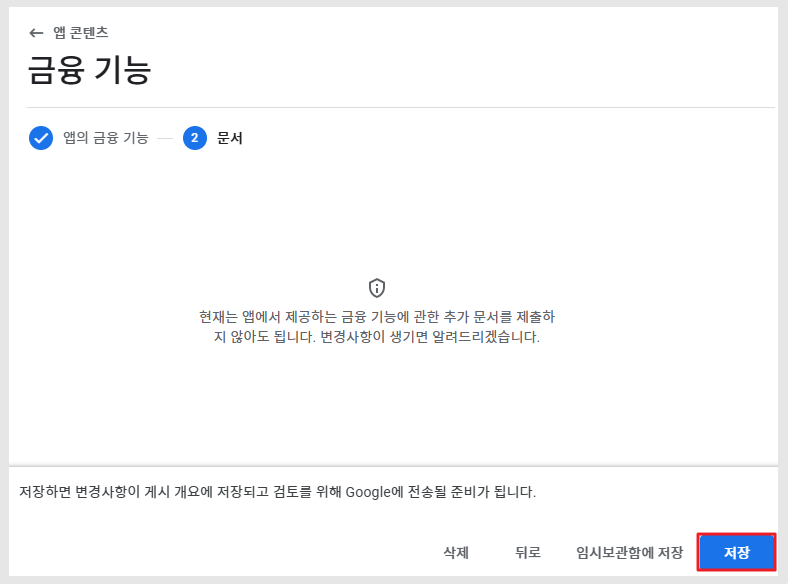 ← 앱 콘텐츠
금융 기능
앱의 금융 기능 — 2 문서
현재는 앱에서 제공하는 금융 기능에 관한 추가 문서를 제출하
지 않아도 됩니다. 변경사항이 생기면 알려드리겠습니다.
저장하면 변경사항이 게시 개요에 저장되고 검토를 위해 Google에 전송될 준비가 됩니다.
삭제 뒤로 임시보관함에 저장 저장